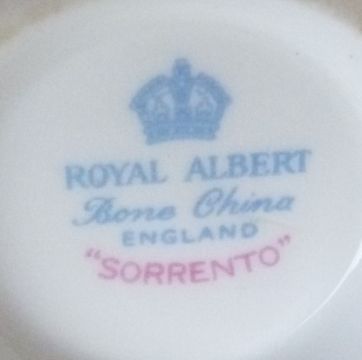 ROYAL ALBERT
Bone China
ENGLAND
"SORRENTO"